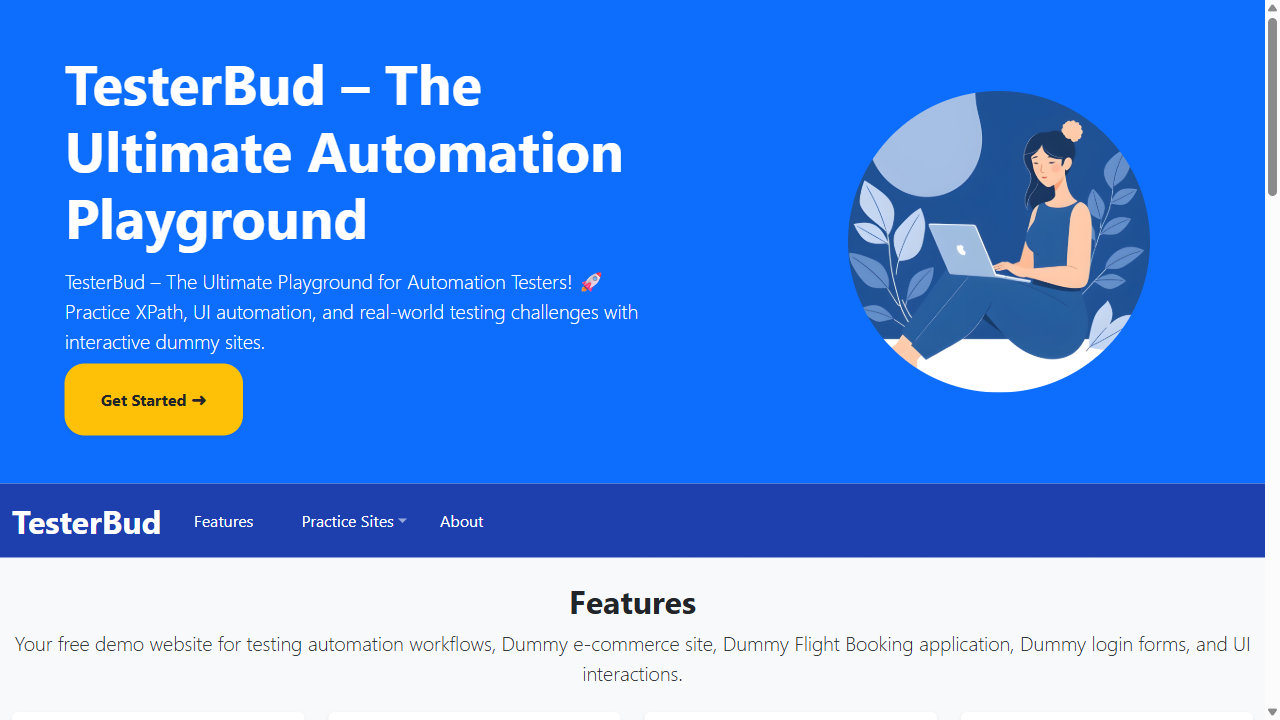 TesterBud – The
Ultimate Automation
Playground
TesterBud – The Ultimate Playground for Automation Testers! 🚀
Practice XPath, UI automation, and real-world testing challenges with
interactive dummy sites.
Get Started ➜
TesterBud Features Practice Sites About
Features
Your free demo website for testing automation workflows, Dummy e-commerce site, Dummy Flight Booking application, Dummy login forms, and UI
interactions.